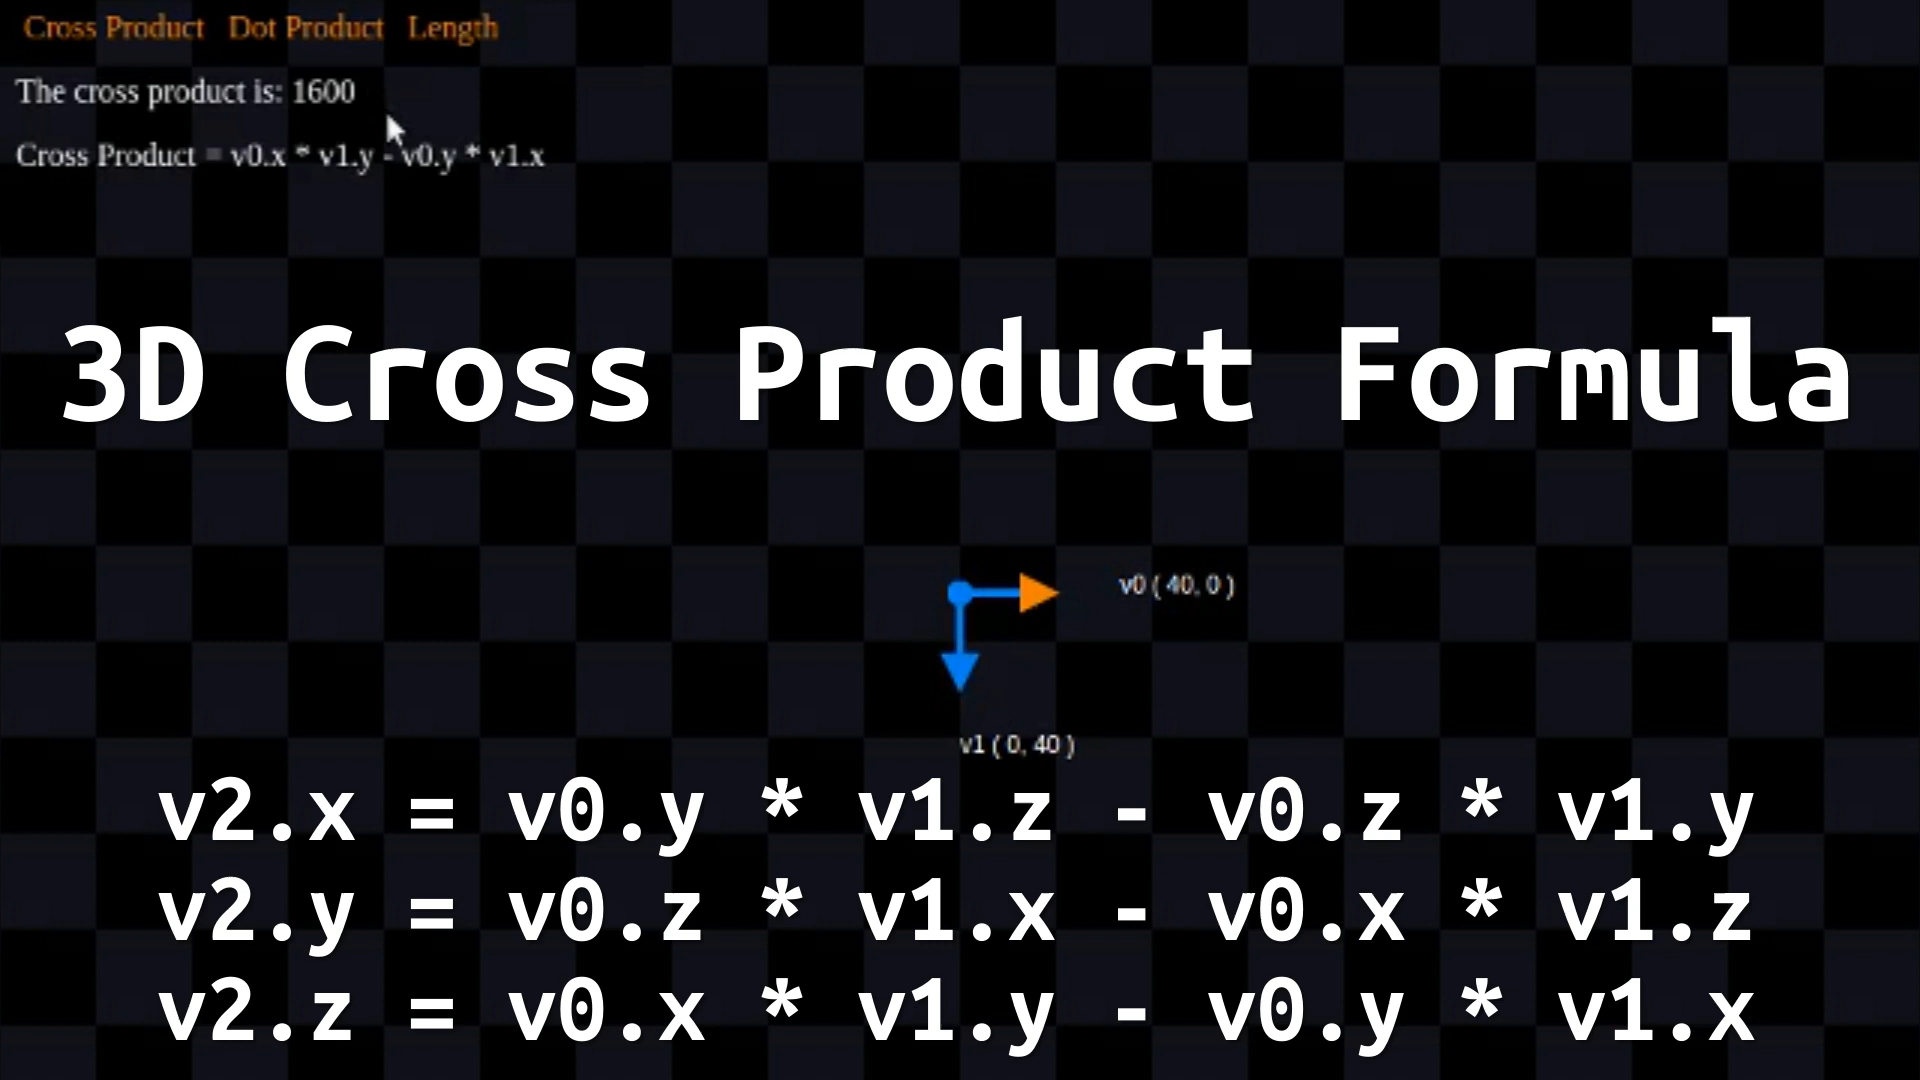 Cross Product Dot Product Length
The cross product is: 1600
Cross Product = v0.x * v1.y - v0.y * v1.x
3D Cross Product Formula
v0 ( 40, 0 )
v1 ( 0, 40 )
v2.x = v0.y * v1.z - v0.z * v1.y
v2.y = v0.z * v1.x - v0.x * v1.z
v2.z = v0.x * v1.y - v0.y * v1.x